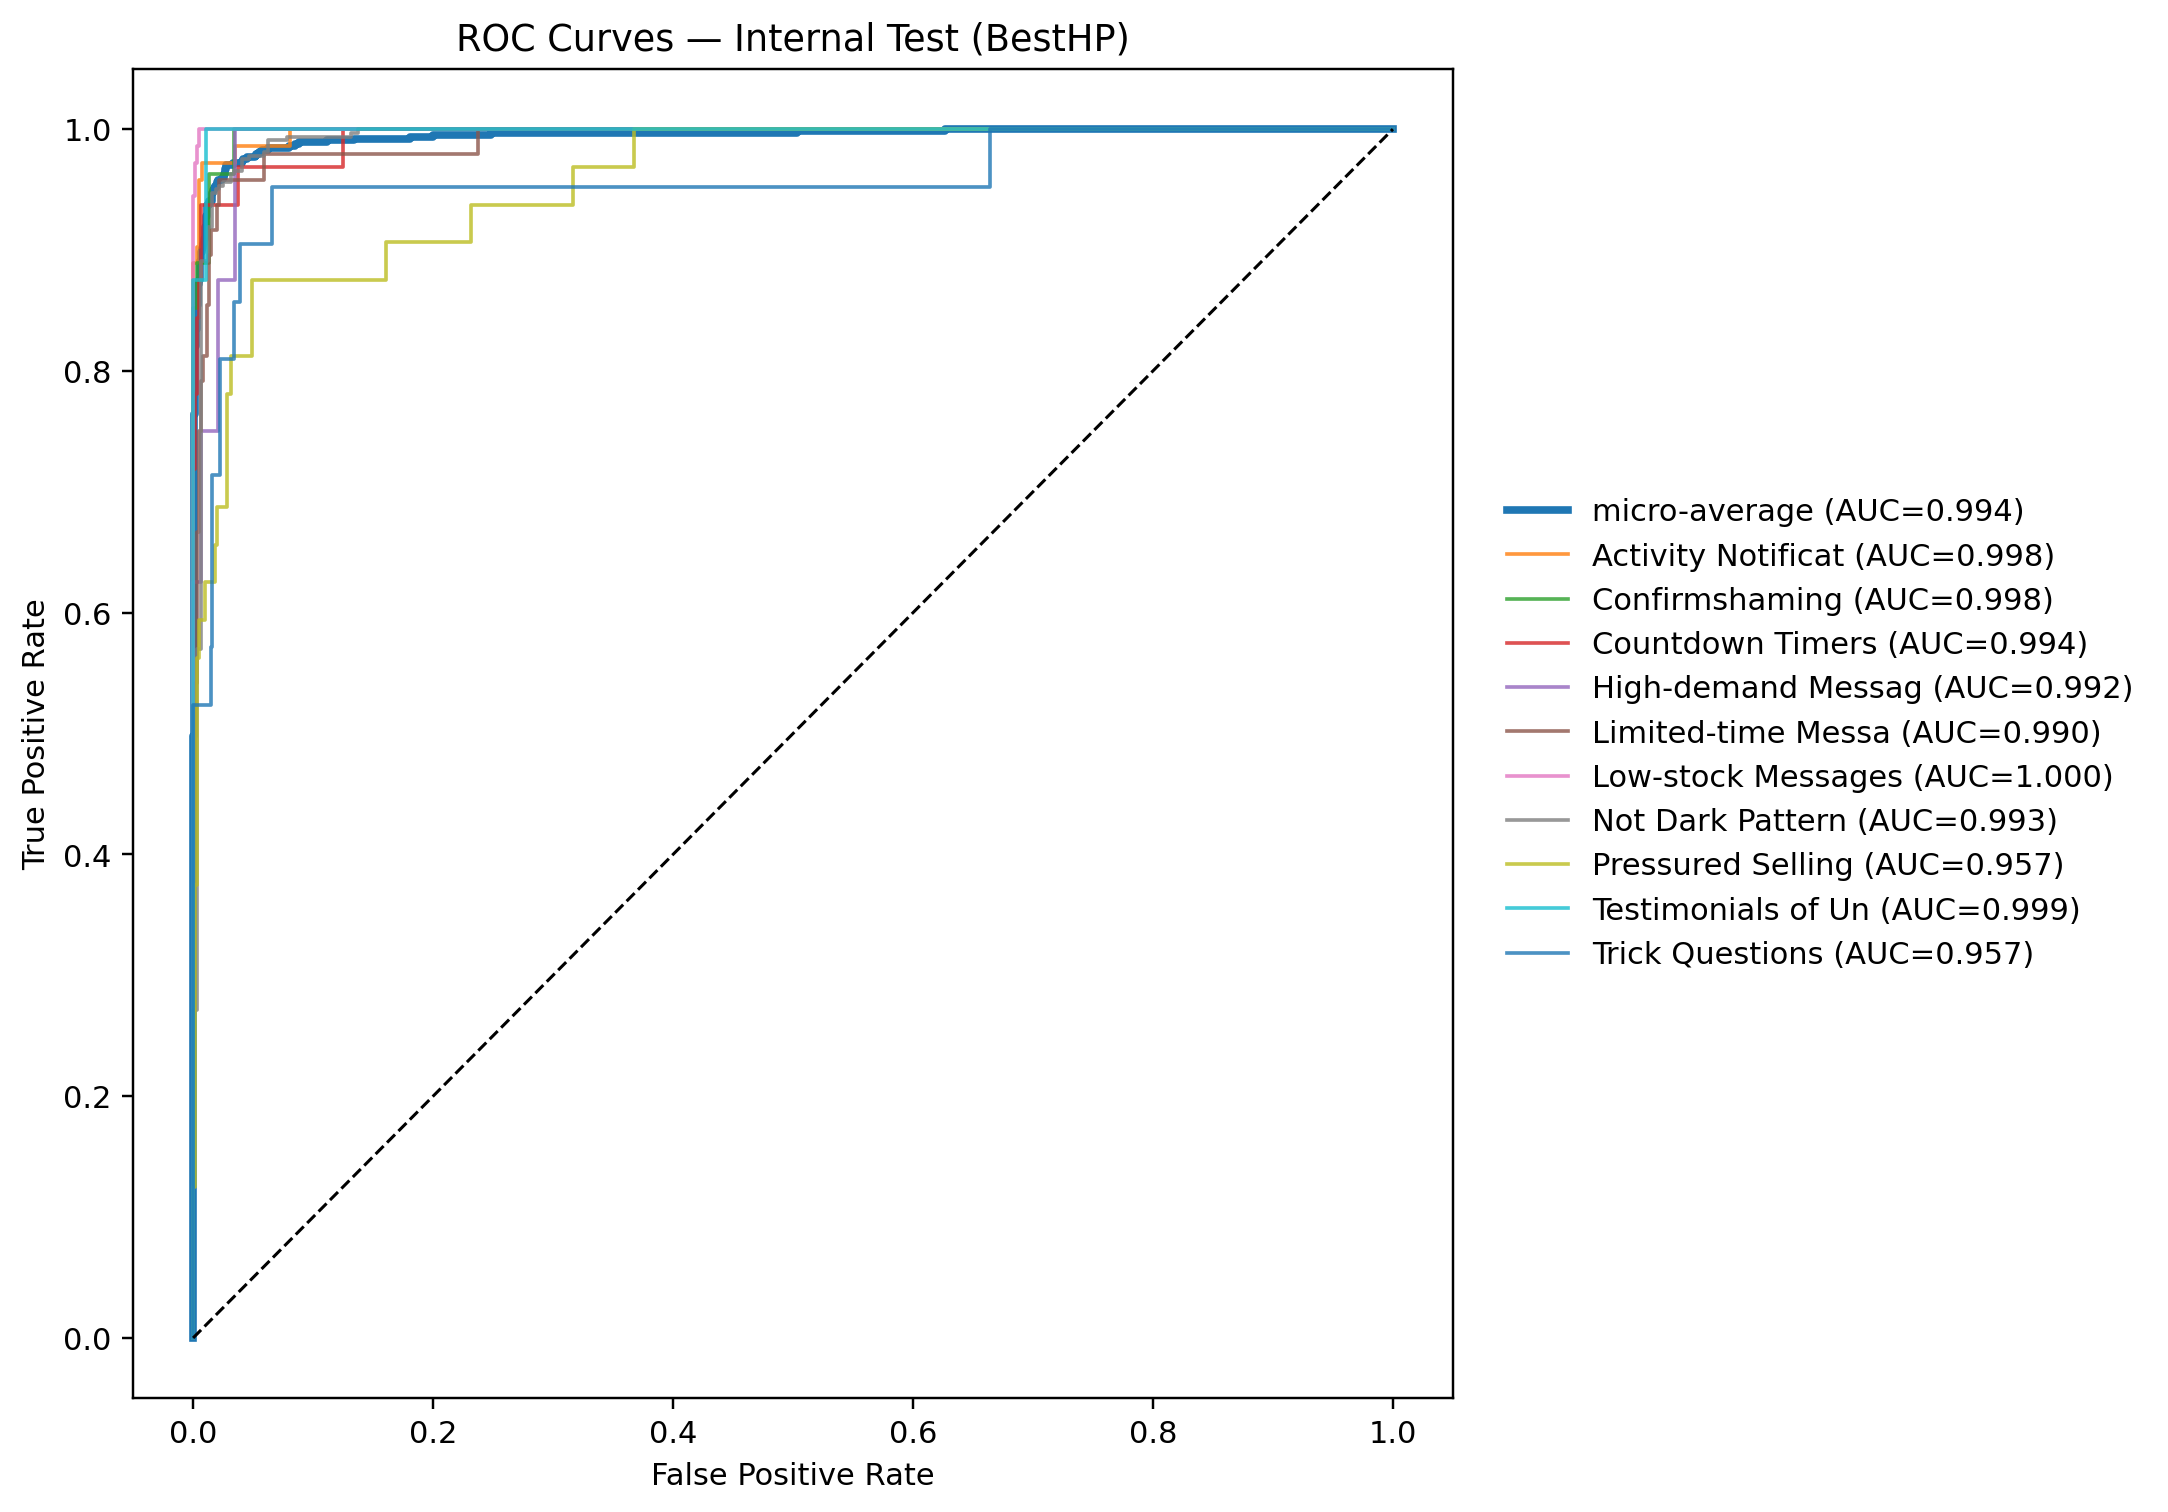 ROC Curves — Internal Test (BestHP)
True Positive Rate
1.0
0.8
0.6
0.4
0.2
0.0
0.0 0.2 0.4 0.6 0.8 1.0
False Positive Rate
micro-average (AUC=0.994)
Activity Notificat (AUC=0.998)
Confirmshaming (AUC=0.998)
Countdown Timers (AUC=0.994)
High-demand Messag (AUC=0.992)
Limited-time Messa (AUC=0.990)
Low-stock Messages (AUC=1.000)
Not Dark Pattern (AUC=0.993)
Pressured Selling (AUC=0.957)
Testimonials of Un (AUC=0.999)
Trick Questions (AUC=0.957)